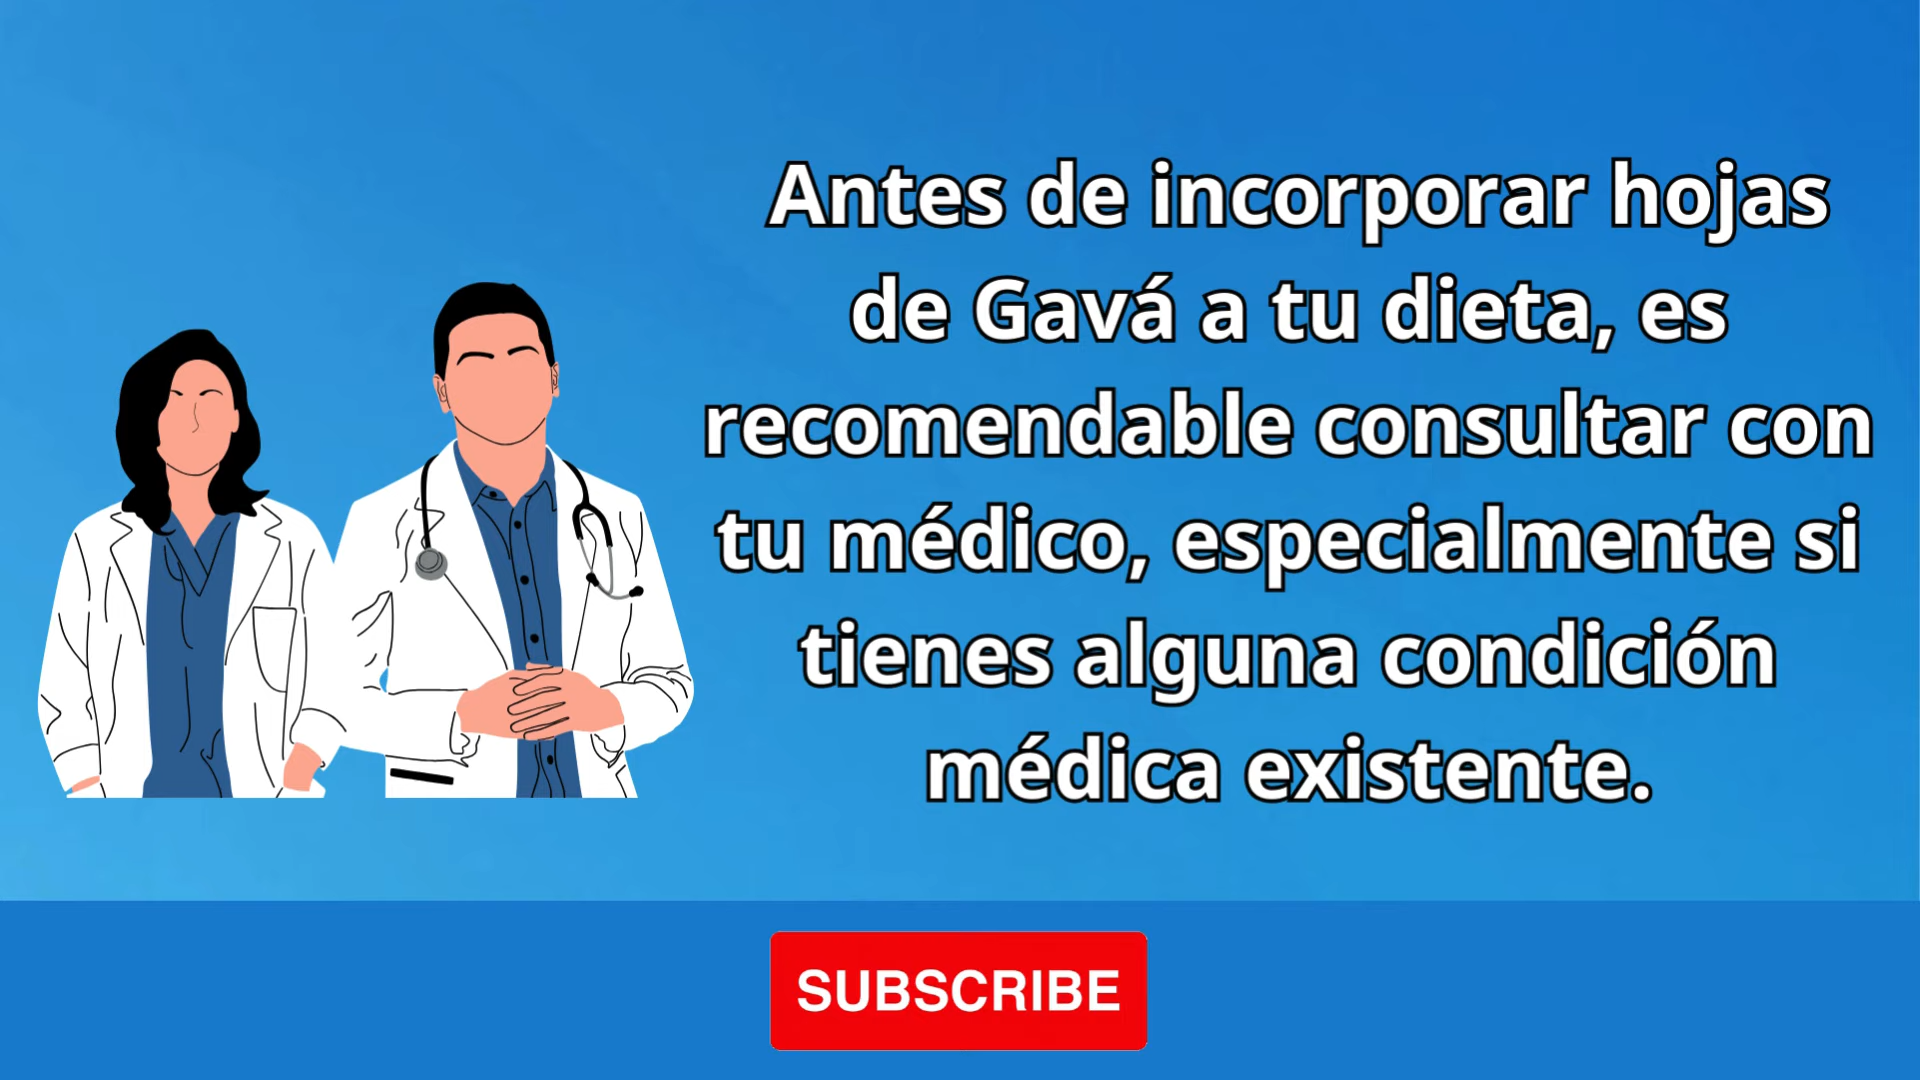 Antes de incorporar hojas
de Gavá a tu dieta, es
recomendable consultar con
tu médico, especialmente si
tienes alguna condición
médica existente.
SUBSCRIBE